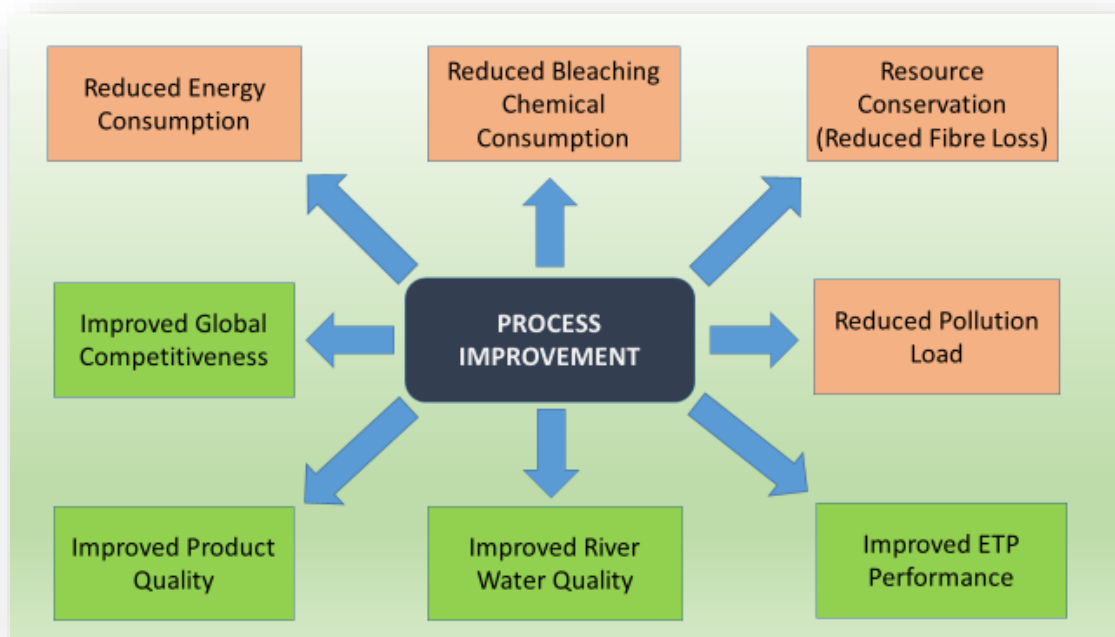 Reduced Energy
Consumption
Reduced Bleaching
Chemical
Consumption
Resource
Conservation
(Reduced Fibre Loss)
Improved Global
Competitiveness
PROCESS
IMPROVEMENT
Reduced Pollution
Load
Improved Product
Quality
Improved River
Water Quality
Improved ETP
Performance